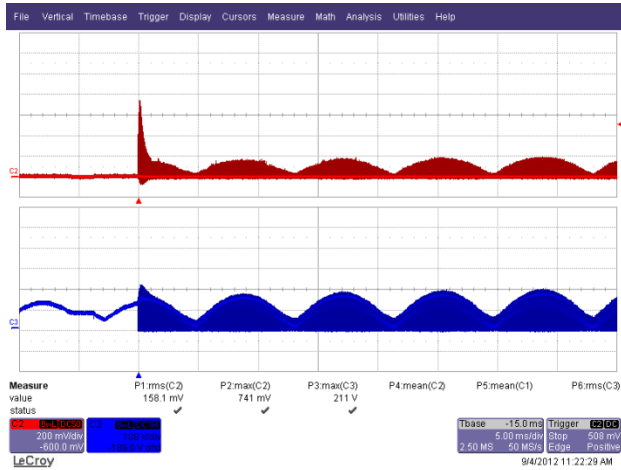 File Vertical Timebase Trigger Display Cursors Measure Math Analysis Utilities Help
C2
C3
Measure P1:rms(C2) P2:max(C2) P3:max(C3) P4:mean(C2) P5:mean(C1) P6:rms(C3)
value 158.1 mV 741 mV 211 V
status
C2 BwL DC50
200 mV/div
-600.0 mV
C3
Tbase -15.0 ms
5.00 ms/div
2.50 MS 50 MS/s
Trigger C2 DC
Stop 508 mV
Edge Positive
LeCroy
9/4/2012 11:22:29 AM